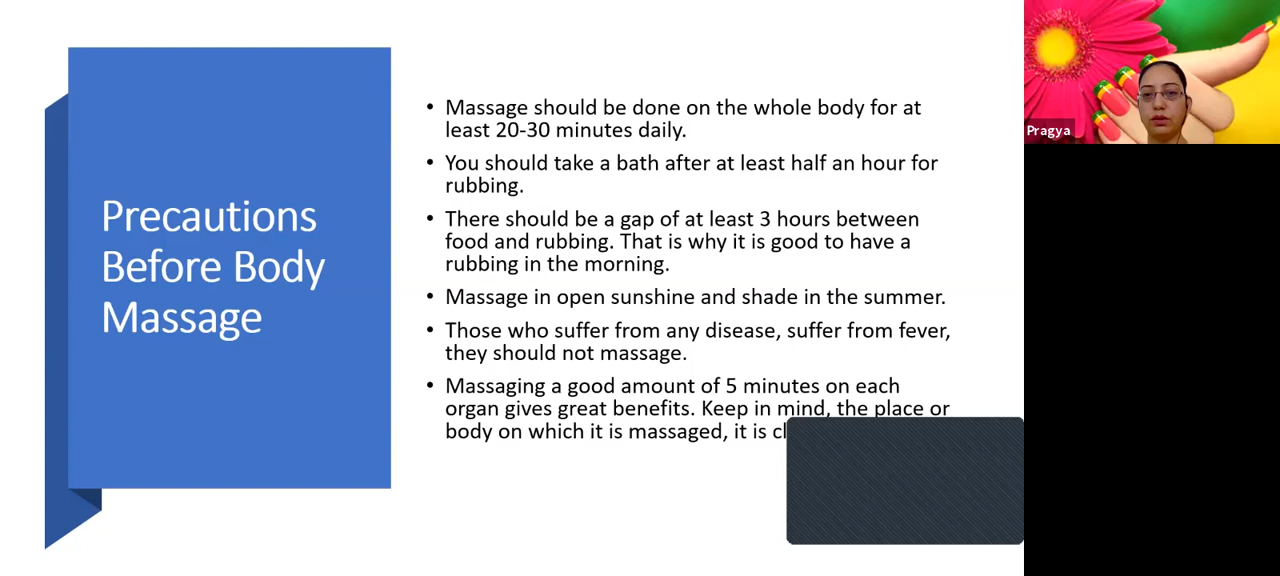 Precautions
Before Body
Massage
• Massage should be done on the whole body for at
least 20-30 minutes daily.
• You should take a bath after at least half an hour for
rubbing.
• There should be a gap of at least 3 hours between
food and rubbing. That is why it is good to have a
rubbing in the morning.
• Massage in open sunshine and shade in the summer.
• Those who suffer from any disease, suffer from fever,
they should not massage.
• Massaging a good amount of 5 minutes on each
organ gives great benefits. Keep in mind, the place or
body on which it is massaged, it is
Pragya